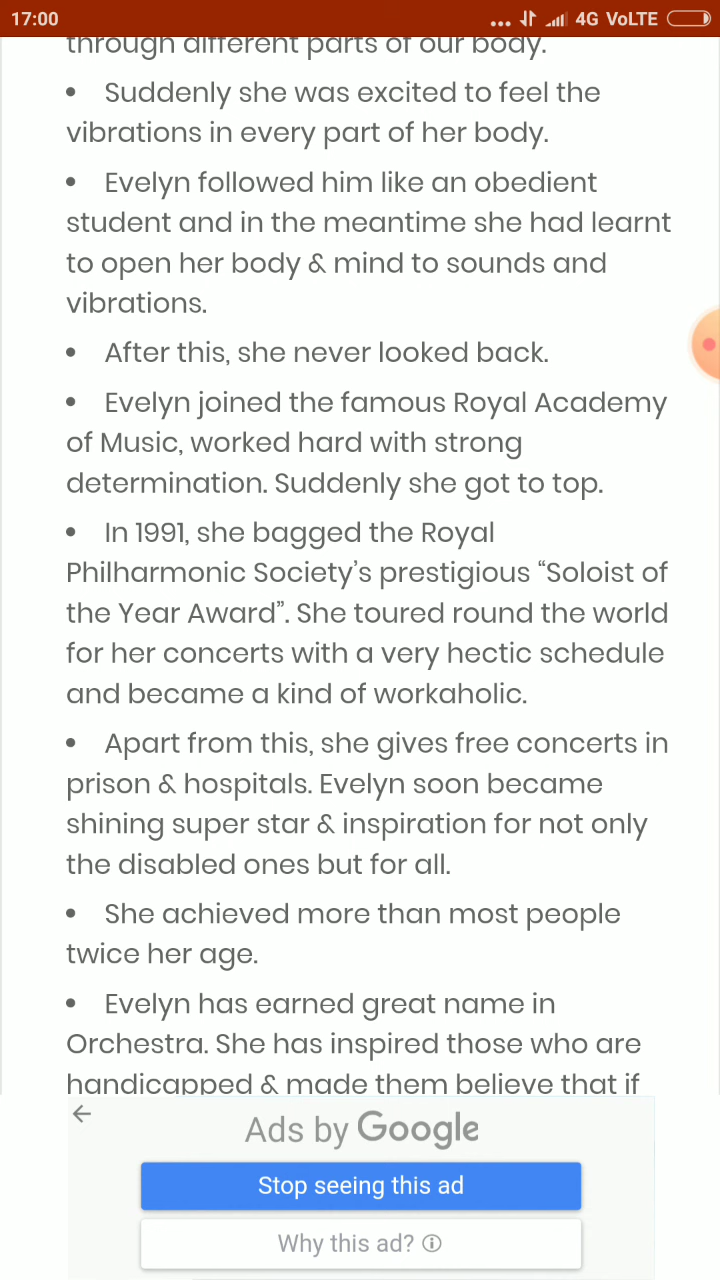 17:00
... 4G VoLTE
through different parts of our body.
• Suddenly she was excited to feel the
vibrations in every part of her body.
• Evelyn followed him like an obedient
student and in the meantime she had learnt
to open her body & mind to sounds and
vibrations.
• After this, she never looked back.
• Evelyn joined the famous Royal Academy
of Music, worked hard with strong
determination. Suddenly she got to top.
• In 1991, she bagged the Royal
Philharmonic Society’s prestigious “Soloist of
the Year Award”. She toured round the world
for her concerts with a very hectic schedule
and became a kind of workaholic.
• Apart from this, she gives free concerts in
prison & hospitals. Evelyn soon became
shining super star & inspiration for not only
the disabled ones but for all.
• She achieved more than most people
twice her age.
• Evelyn has earned great name in
Orchestra. She has inspired those who are
handicapped & made them believe that if
Ads by Google
Stop seeing this ad
Why this ad?